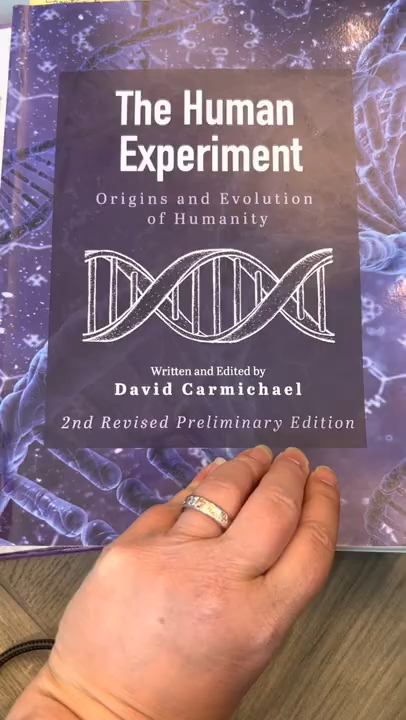 The Human
Experiment
Origins and Evolution
of Humanity
Written and Edited by
David Carmichael
2nd Revised Preliminary Edition